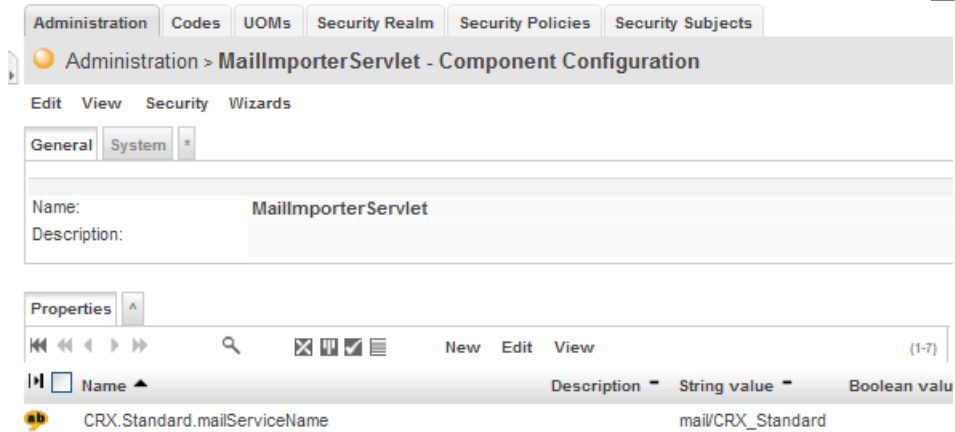 Administration Codes UOMs Security Realm Security Policies Security Subjects
Administration > MailImporterServlet - Component Configuration
Edit View Security Wizards
General System *
Name: MailImporterServlet
Description:
Properties ^
New Edit View (1-7)
Name Description String value Boolean valu
ab CRX.Standard.mailServiceName mail/CRX_Standard